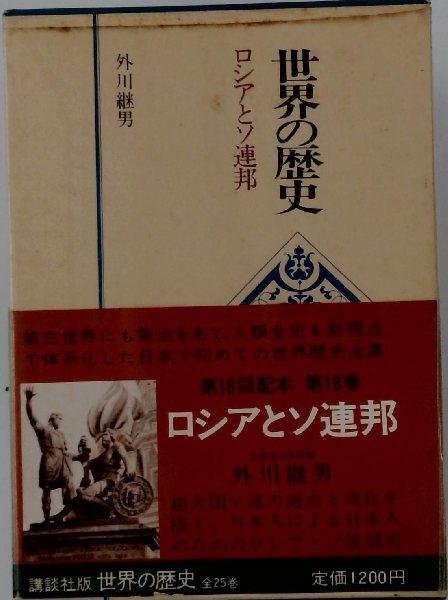 世界の歴史
ロシアとソ連邦
外川継男
第三世界にも焦点をあて、人類全史を新視点
で体系化した日本で初めての世界歴史全集
第18回配本 第18巻
ロシアとソ連邦
外川継男
超大国ソ連の過去と現在を
描く、日本人による日本人
のためのロシア・ソ連通史
講談社版 世界の歴史 全25巻
定価1200円